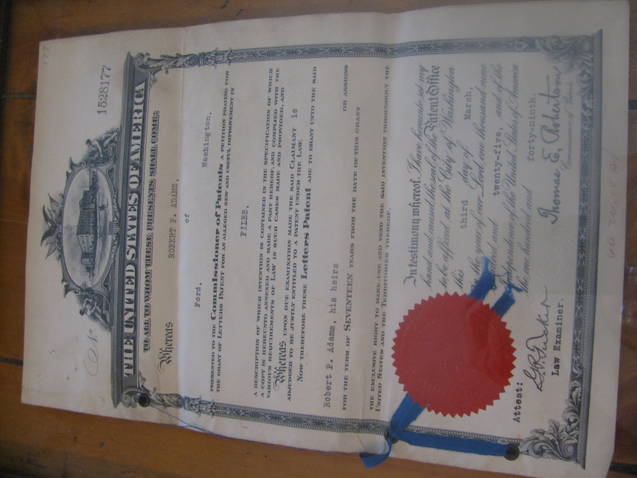 1528177
THE UNITED STATES OF AMERICA
TO ALL TO WHOM THESE PRESENTS SHALL COME:
Whereas ROBERT P. ADAMS,
of
Ford, Washington,
PRESENTED TO THE Commissioner of Patents A PETITION PRAYING FOR
THE GRANT OF LETTERS PATENT FOR AN ALLEGED NEW AND USEFUL IMPROVEMENT IN
FILES,
A DESCRIPTION OF WHICH INVENTION IS CONTAINED IN THE SPECIFICATION OF WHICH
A COPY IS HEREUNTO ANNEXED AND MADE A PART HEREOF AND COMPLIED WITH THE
VARIOUS REQUIREMENTS OF LAW IN SUCH CASES MADE AND PROVIDED, AND
Whereas UPON DUE EXAMINATION MADE THE SAID CLAIMANT is
ADJUDGED TO BE JUSTLY ENTITLED TO A PATENT UNDER THE LAW.
NOW THEREFORE THESE Letters Patent ARE TO GRANT UNTO THE SAID
Robert P. Adams, his heirs OR ASSIGNS
FOR THE TERM OF SEVENTEEN YEARS FROM THE DATE OF THIS GRANT
THE EXCLUSIVE RIGHT TO MAKE, USE AND VEND THE SAID INVENTION THROUGHOUT THE
UNITED STATES AND THE TERRITORIES THEREOF.
In testimony whereof, I have hereunto set my
hand and caused the seal of the Patent Office
to be affixed at the City of Washington
this third day of March,
in the year of our Lord one thousand nine
hundred and twenty-five, and of the
Independence of the United States of America
the one hundred and forty-ninth.
Thomas E. Robertson
Commissioner of Patents.
Attest:
Law Examiner.